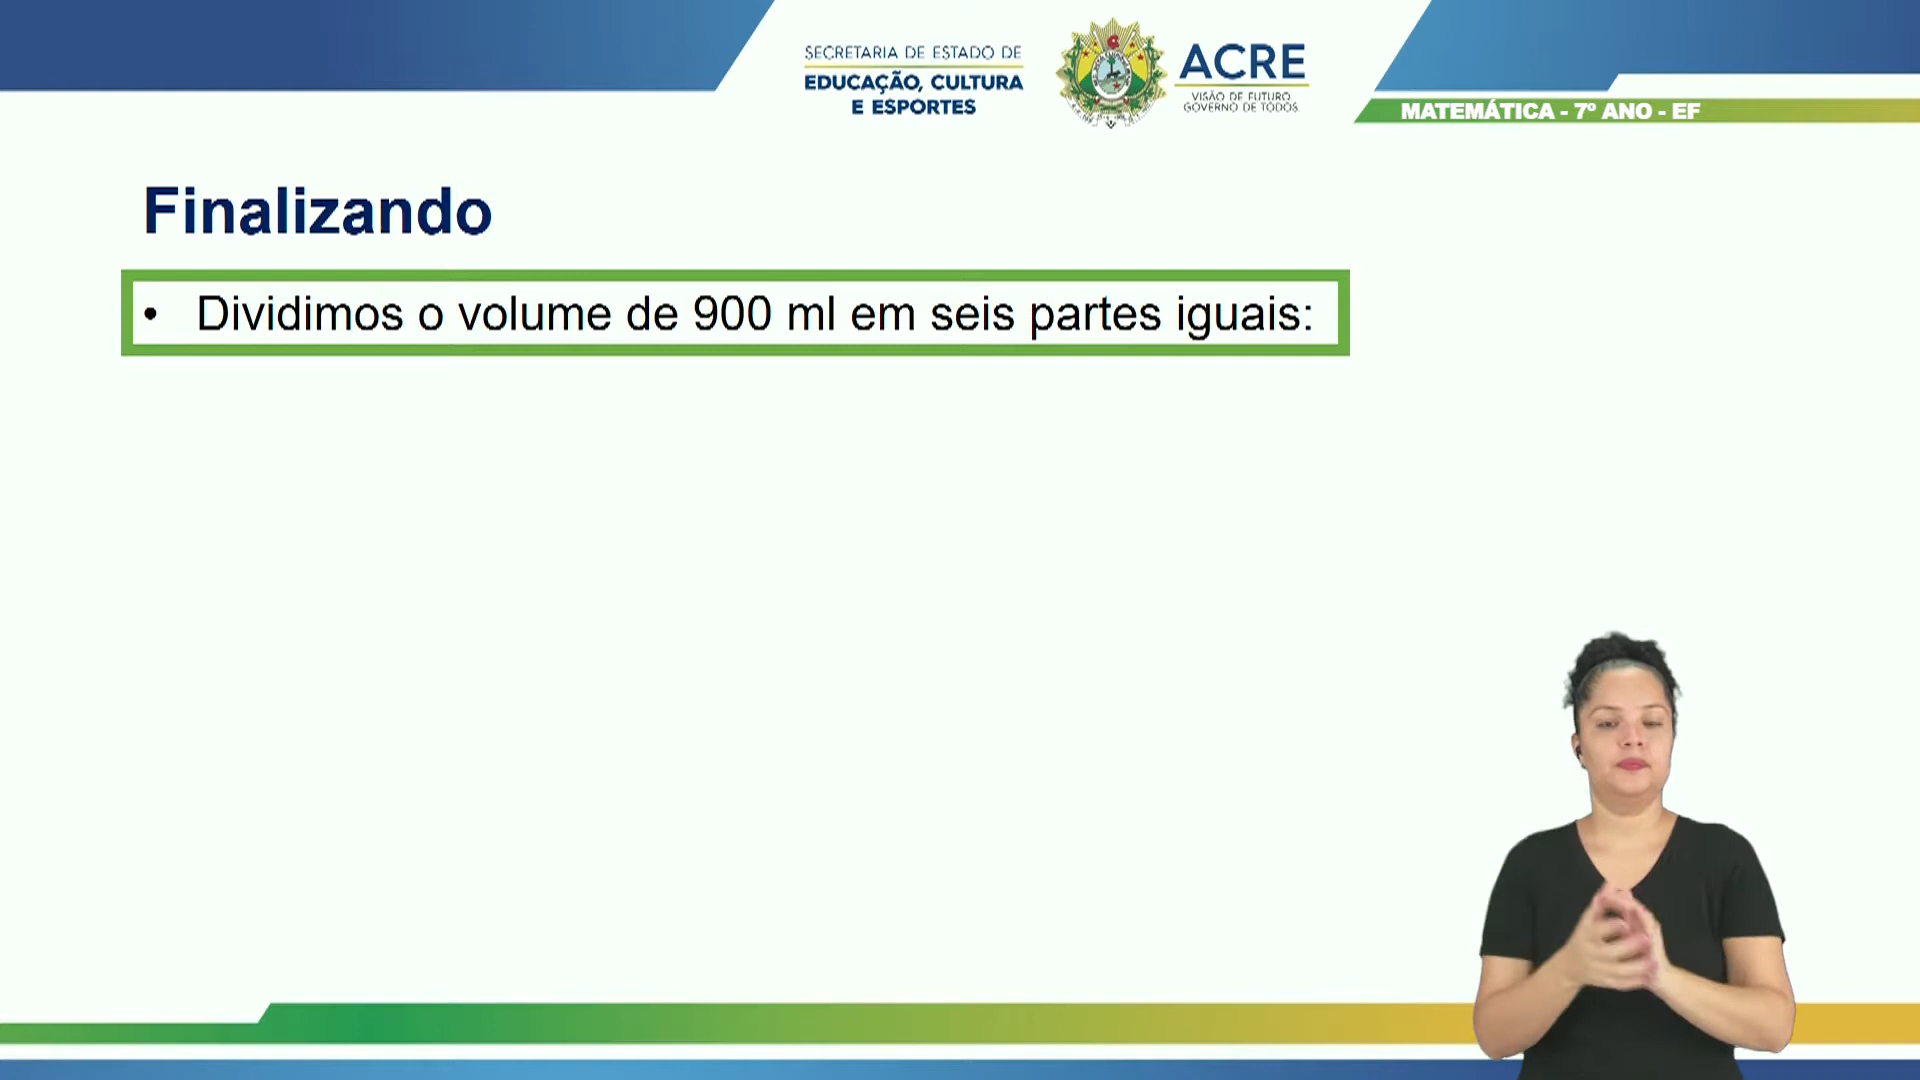 SECRETARIA DE ESTADO DE
EDUCAÇÃO, CULTURA
E ESPORTES
ACRE
VISÃO DE FUTURO
GOVERNO DE TODOS
MATEMÁTICA - 7º ANO - EF
Finalizando
• Dividimos o volume de 900 ml em seis partes iguais: